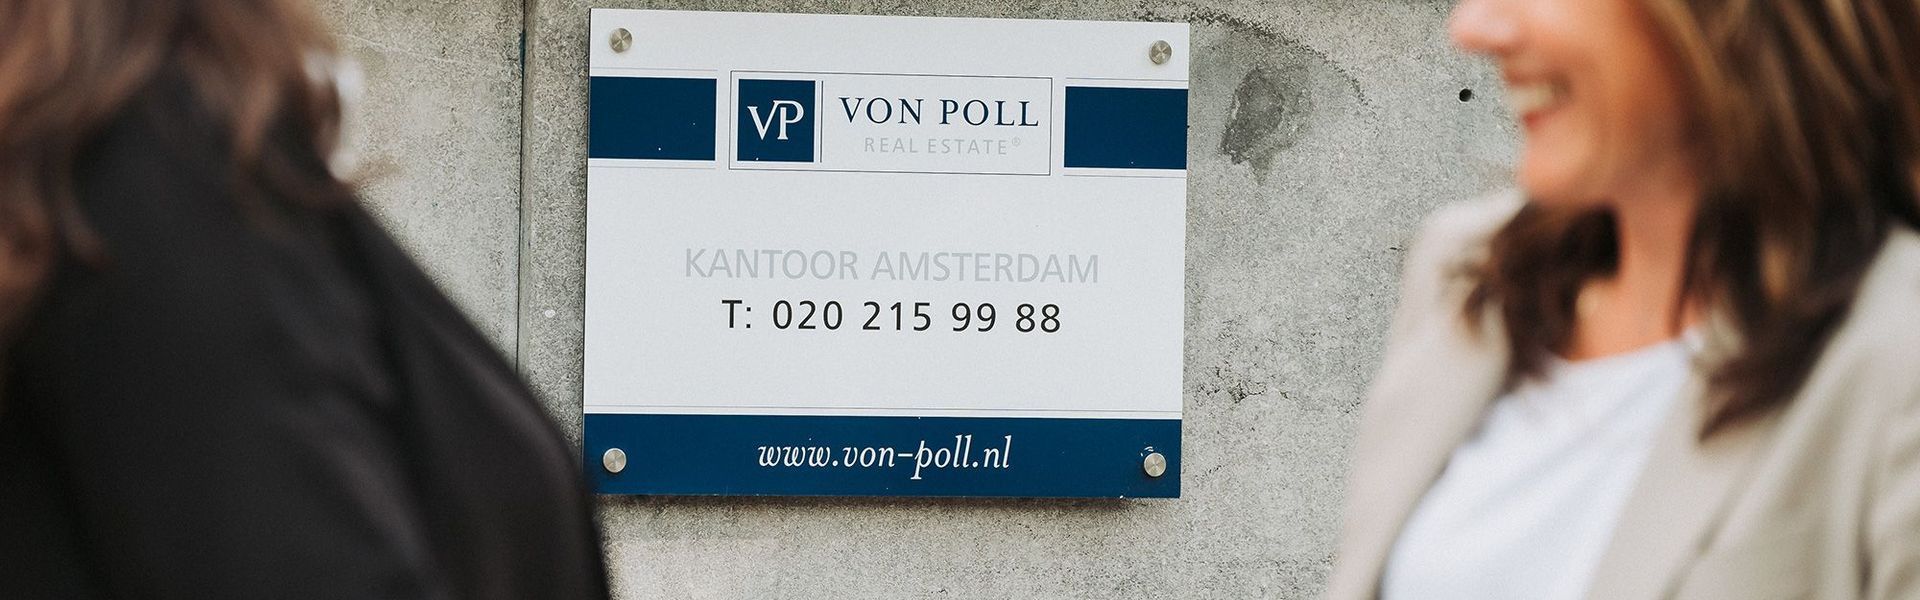 VP
VON POLL
REAL ESTATE®
KANTOOR AMSTERDAM
T: 020 215 99 88
www.von-poll.nl